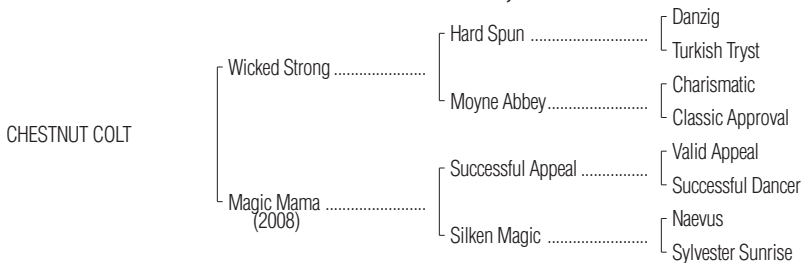 Danzig
Hard Spun ............................
Turkish Tryst
Wicked Strong ......................
Charismatic
Moyne Abbey........................
Classic Approval
CHESTNUT COLT
Valid Appeal
Successful Appeal ................
Successful Dancer
Magic Mama ........................
(2008)
Naevus
Silken Magic ........................
Sylvester Sunrise